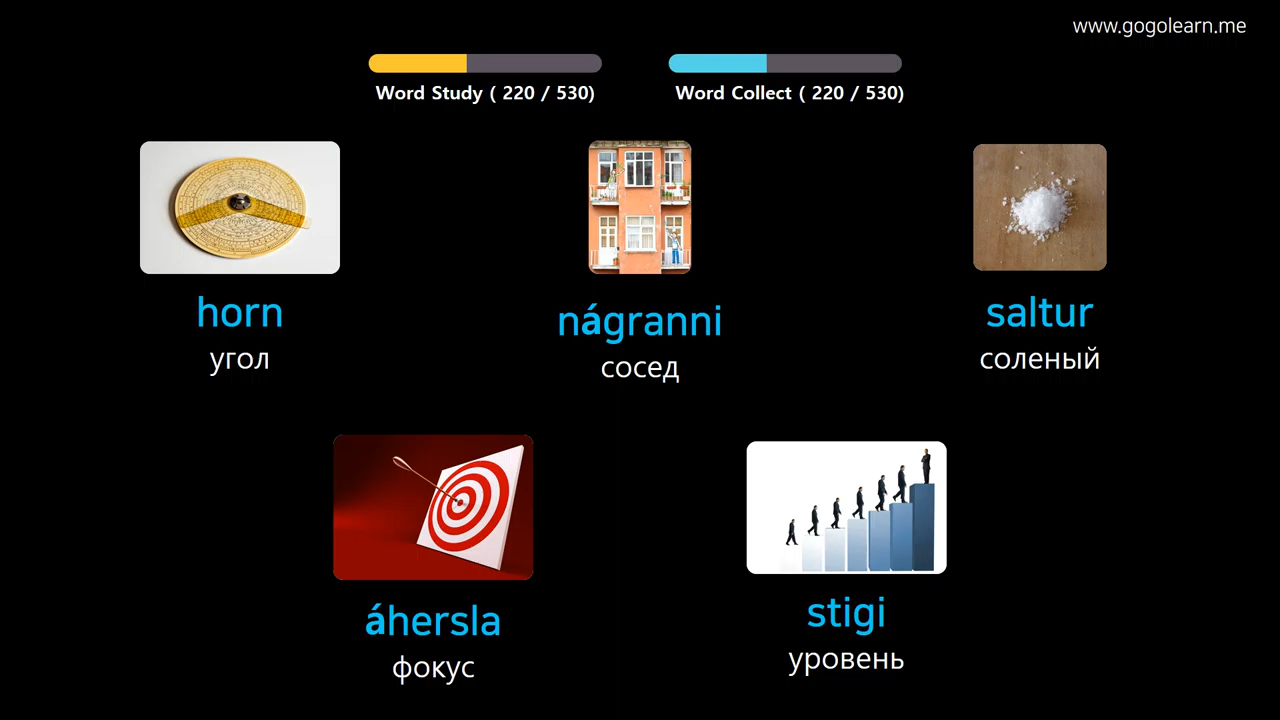 www.gogolearn.me
Word Study ( 220 / 530)
Word Collect ( 220 / 530)
horn
угол
nágranni
сосед
saltur
соленый
áhersla
фокус
stigi
уровень